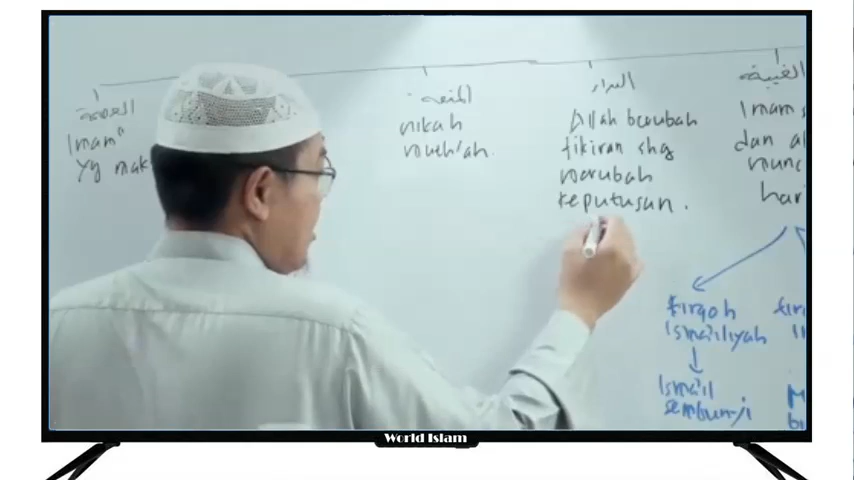 العصمة
Imam"
yg mak
المتعة
nikah
mut'ah.
البداء
Allah berubah
fikiran shg
merubah
keputusan.
الغيبة
Imam
dan
munc
hari
firqoh
Isma'iliyah
Isma'il
sembunyi
World Islam